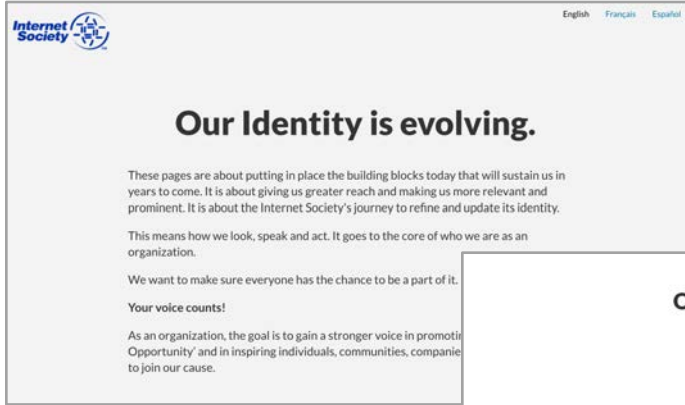 Internet
Society
English Français Español
Our Identity is evolving.
These pages are about putting in place the building blocks today that will sustain us in
years to come. It is about giving us greater reach and making us more relevant and
prominent. It is about the Internet Society's journey to refine and update its identity.
This means how we look, speak and act. It goes to the core of who we are as an
organization.
We want to make sure everyone has the chance to be a part of it.
Your voice counts!
As an organization, the goal is to gain a stronger voice in
Opportunity' and in inspiring individuals, communities,
to join our cause.